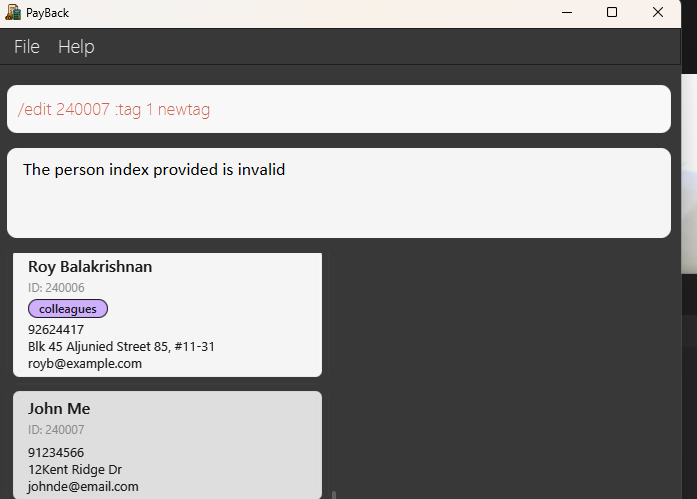 PayBack
File Help
/edit 240007 :tag 1 newtag
The person index provided is invalid
Roy Balakrishnan
ID: 240006
colleagues
92624417
Blk 45 Aljunied Street 85, #11-31
royb@example.com
John Me
ID: 240007
91234566
12Kent Ridge Dr
johnde@email.com